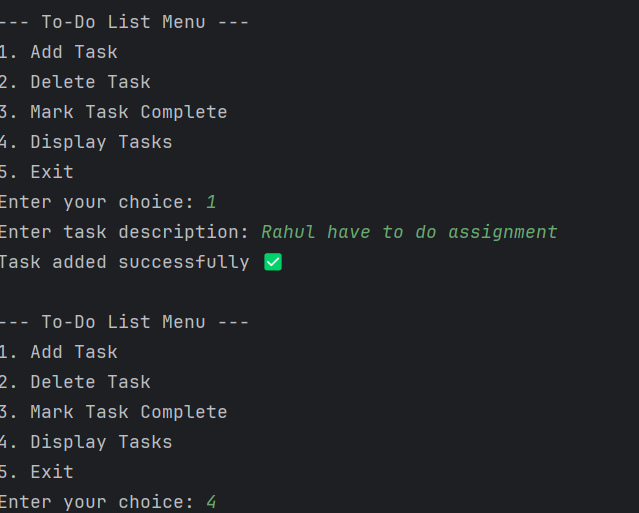 --- To-Do List Menu ---
1. Add Task
2. Delete Task
3. Mark Task Complete
4. Display Tasks
5. Exit
Enter your choice: 1
Enter task description: Rahul have to do assignment
Task added successfully ✅
--- To-Do List Menu ---
1. Add Task
2. Delete Task
3. Mark Task Complete
4. Display Tasks
5. Exit
Enter your choice: 4